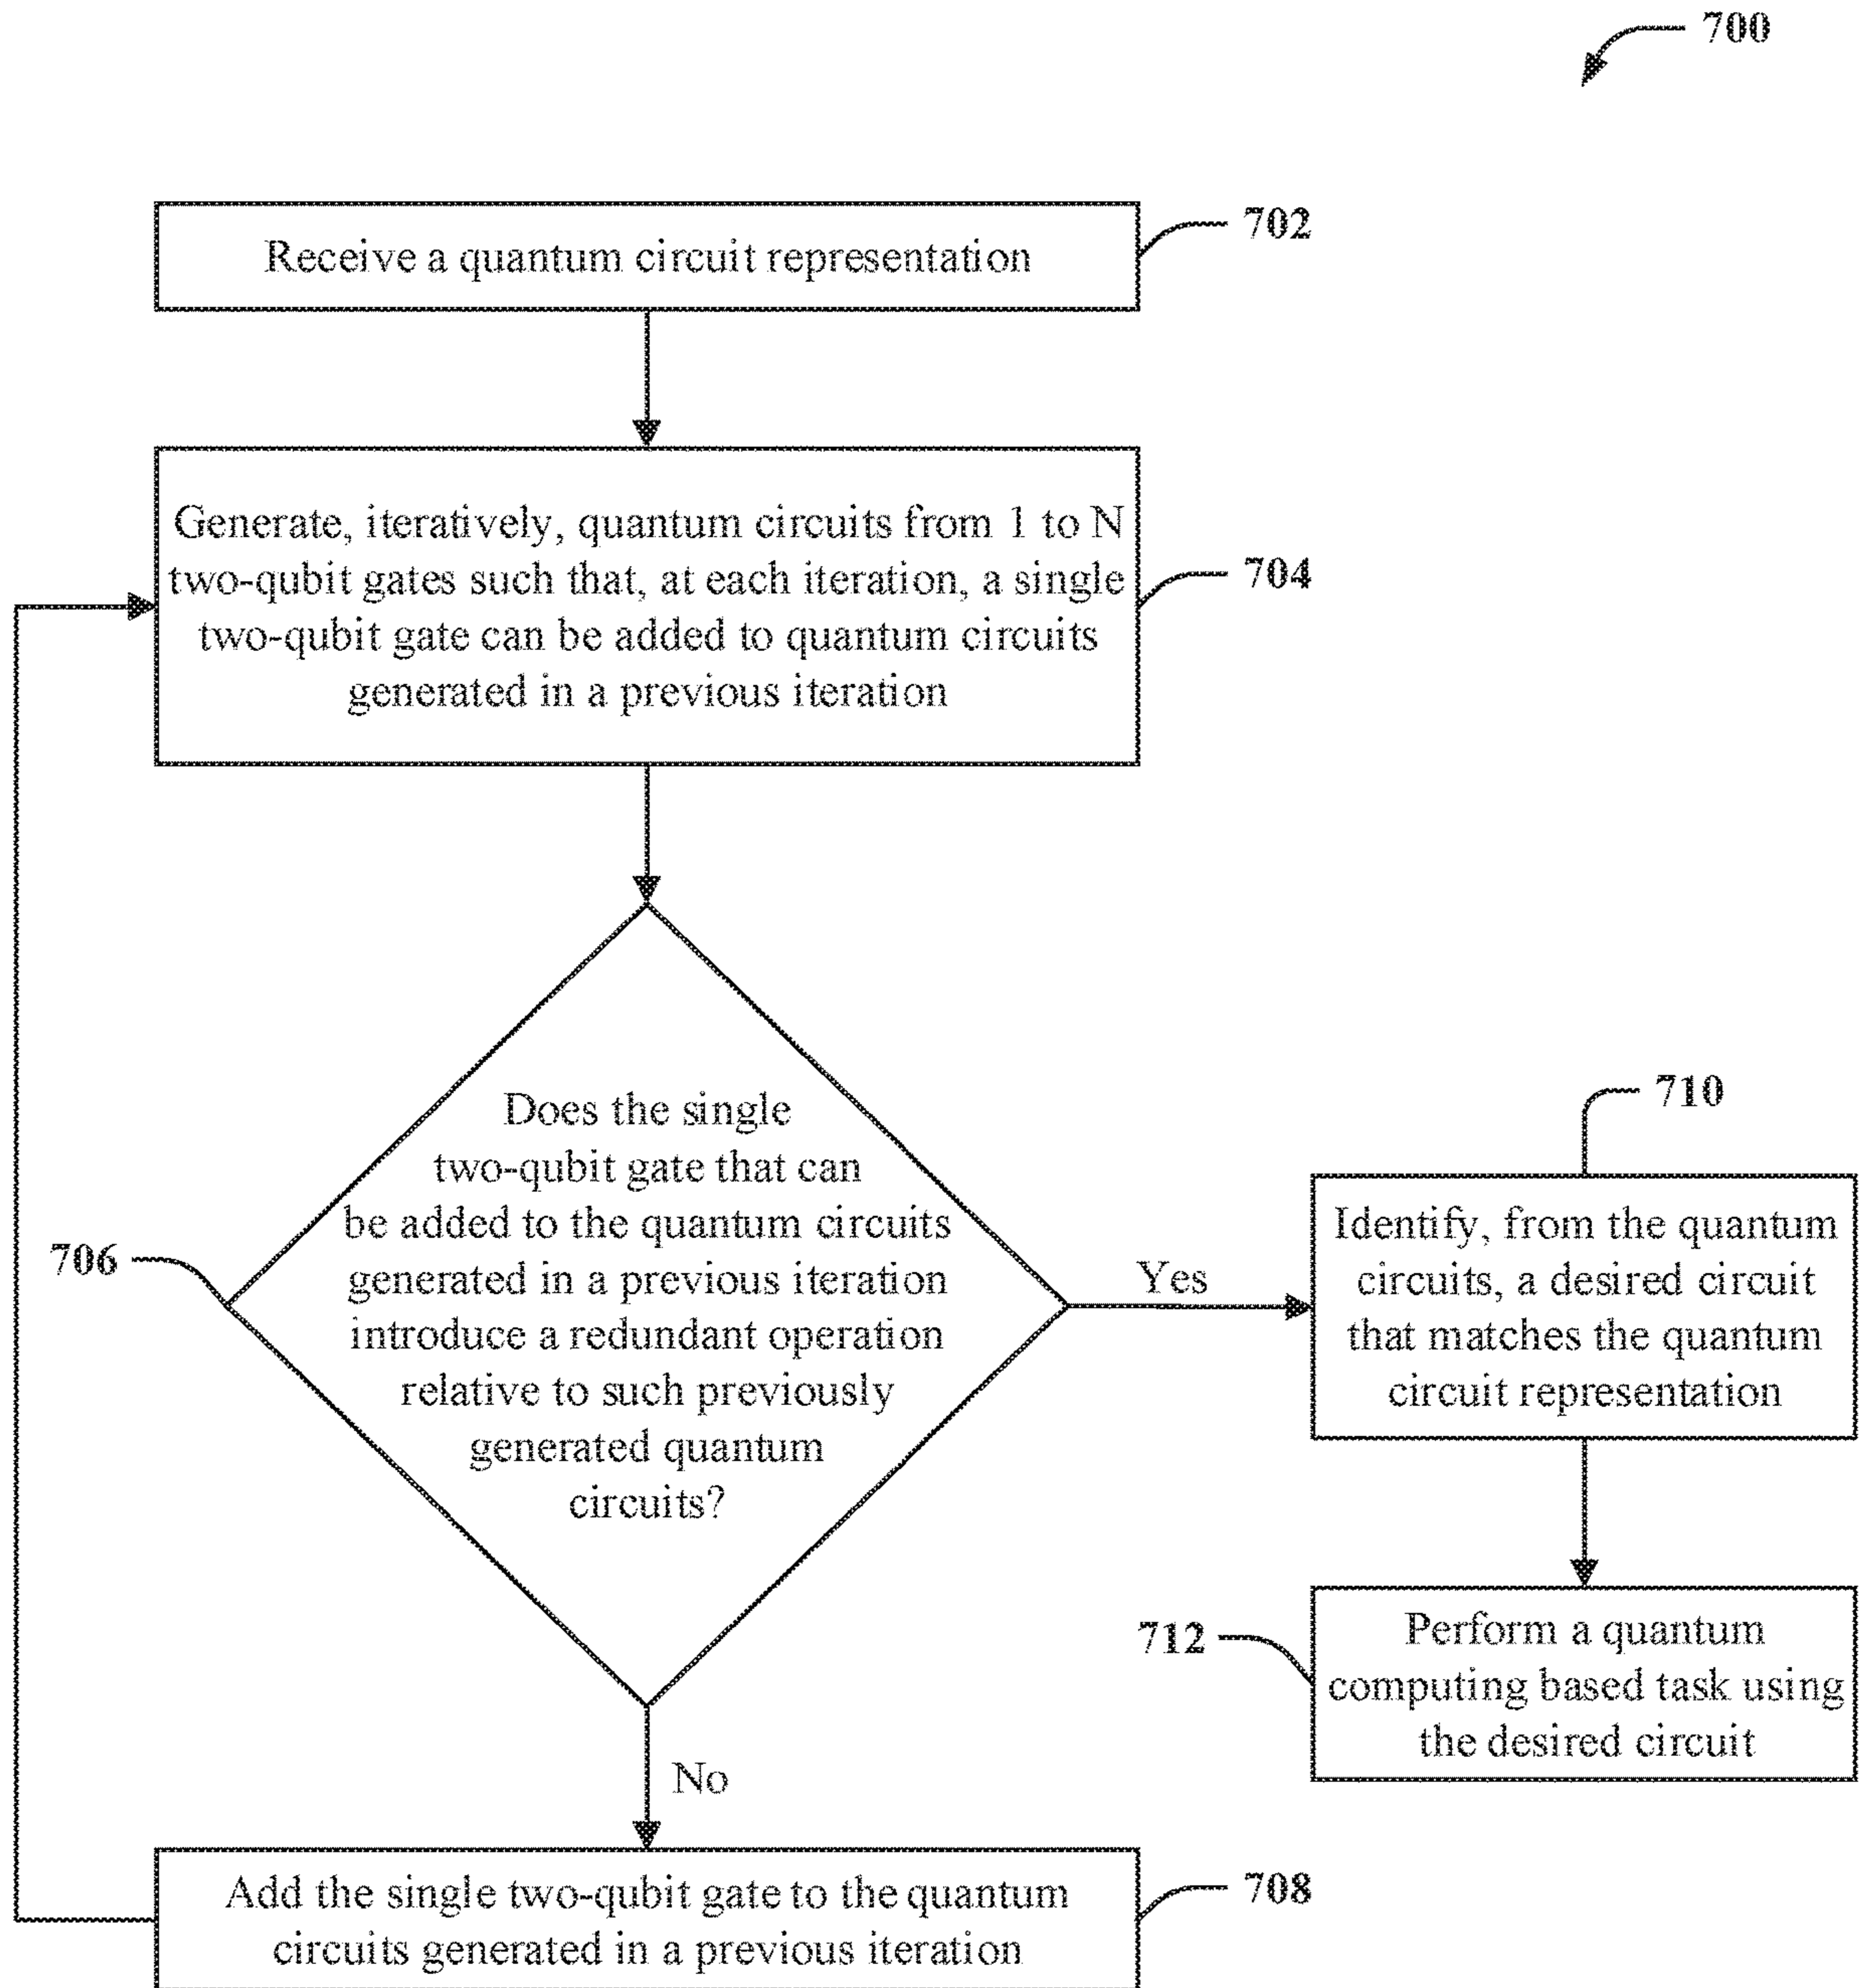 700
Receive a quantum circuit representation
702
Generate, iteratively, quantum circuits from 1 to N
two-qubit gates such that, at each iteration, a single
two-qubit gate can be added to quantum circuits
generated in a previous iteration
704
Does the single
two-qubit gate that can
be added to the quantum circuits
generated in a previous iteration
introduce a redundant operation
relative to such previously
generated quantum
circuits?
706
Yes
710
Identify, from the quantum
circuits, a desired circuit
that matches the quantum
circuit representation
712
Perform a quantum
computing based task using
the desired circuit
No
Add the single two-qubit gate to the quantum
circuits generated in a previous iteration
708